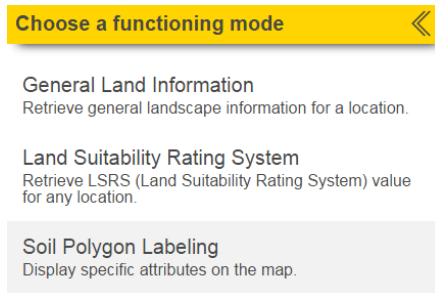 Choose a functioning mode
General Land Information
Retrieve general landscape information for a location.
Land Suitability Rating System
Retrieve LSRS (Land Suitability Rating System) value
for any location.
Soil Polygon Labeling
Display specific attributes on the map.